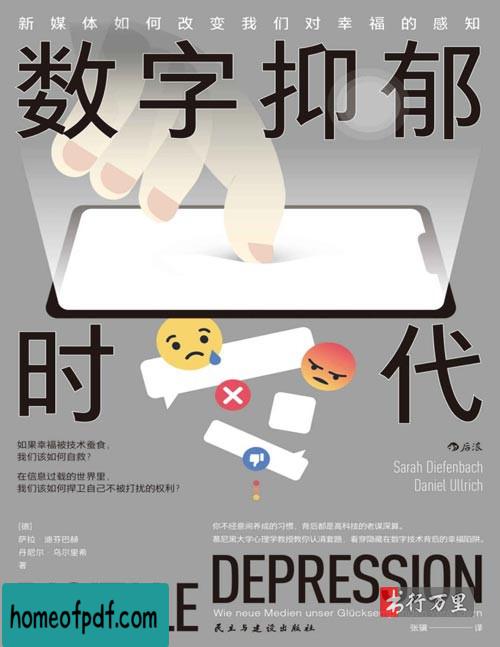 新媒体如何改变我们对幸福的感知
数字抑郁
时代
如果幸福被技术蚕食，
我们该如何自救？
在信息过载的世界里，
我们该如何捍卫自己不被打扰的权利？
后浪
Sarah Diefenbach
Daniel Ullrich
[德]
萨拉·迪芬巴赫
丹尼尔·乌尔里希
著
你不经意间养成的习惯，背后都是高科技的老谋深算。
慕尼黑大学心理学教授教你认清套路，看穿隐藏在数字技术背后的幸福陷阱。
DEPRESSION
Wie neue Medien unser
书行万里
homeofpdf.com
民主与建设出版社
张骥
译